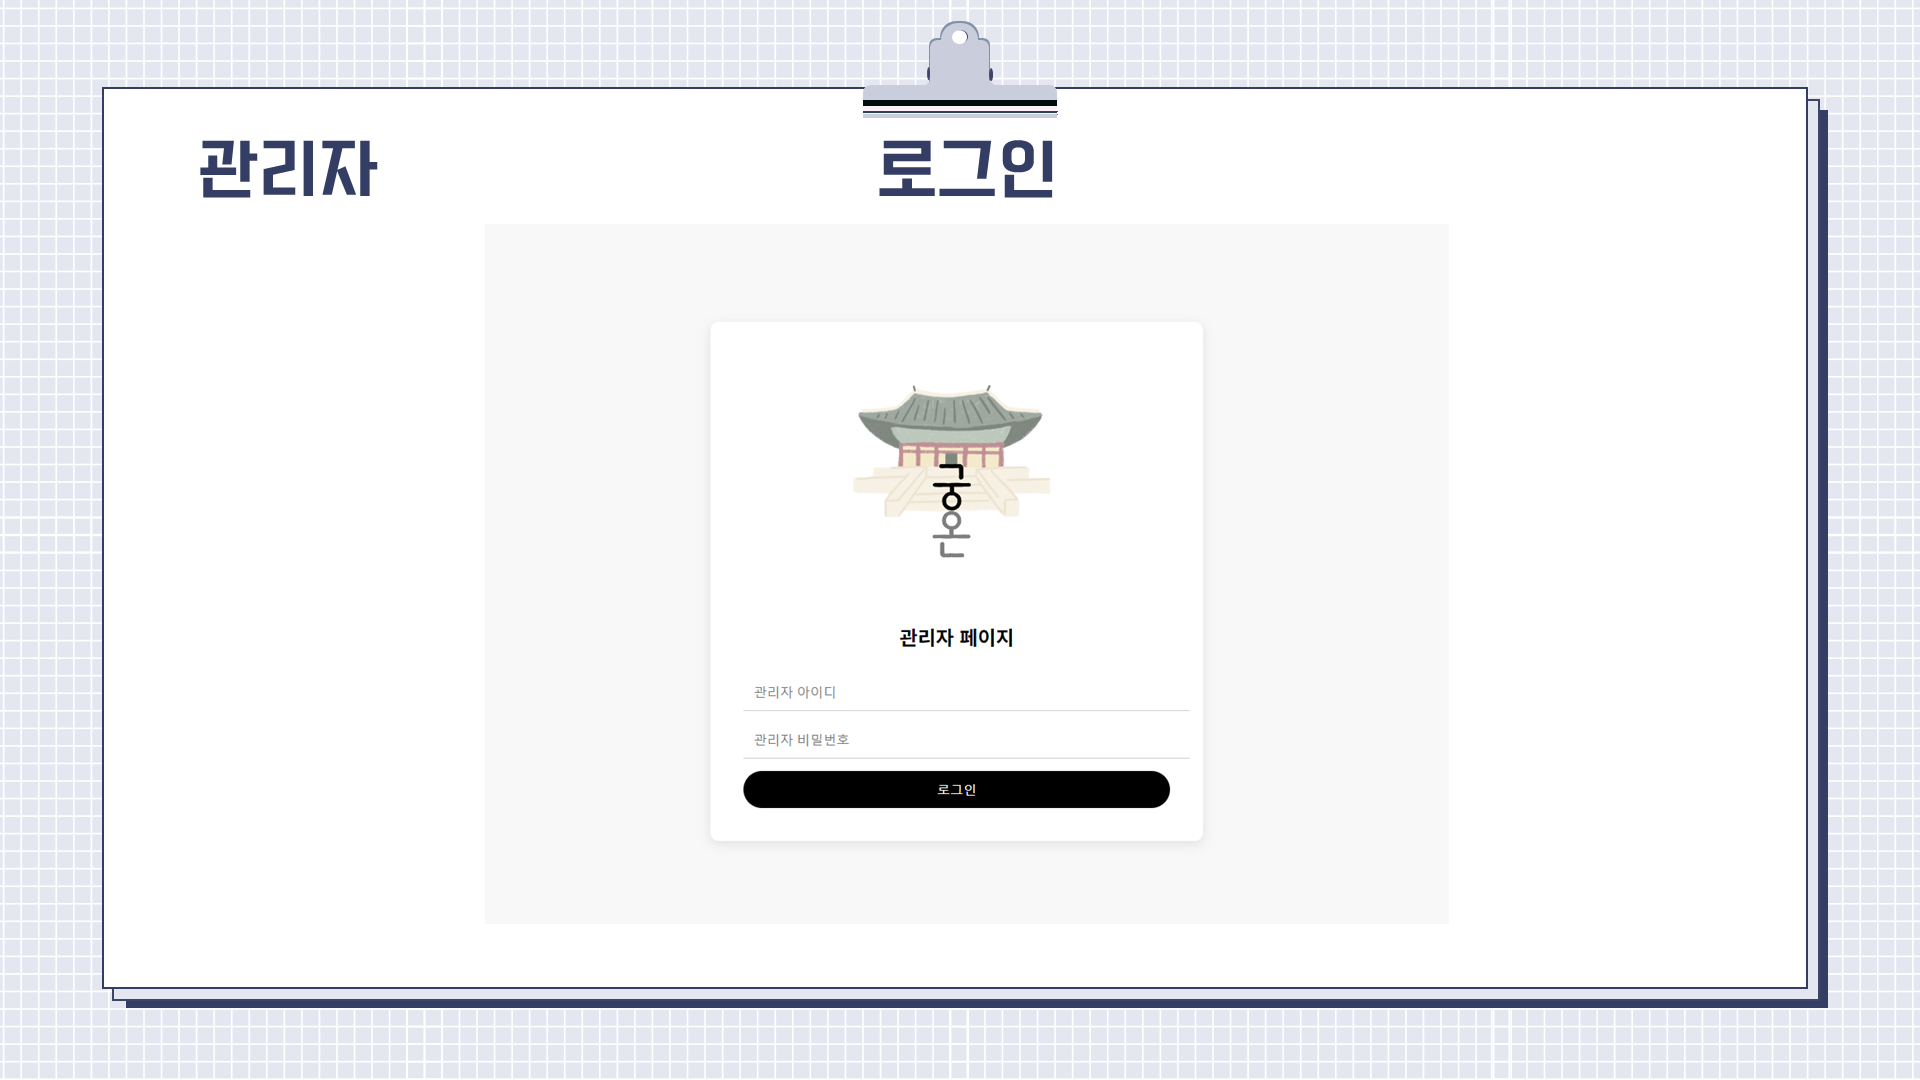 관리자
로그인
궁
온
관리자 페이지
관리자 아이디
관리자 비밀번호
로그인